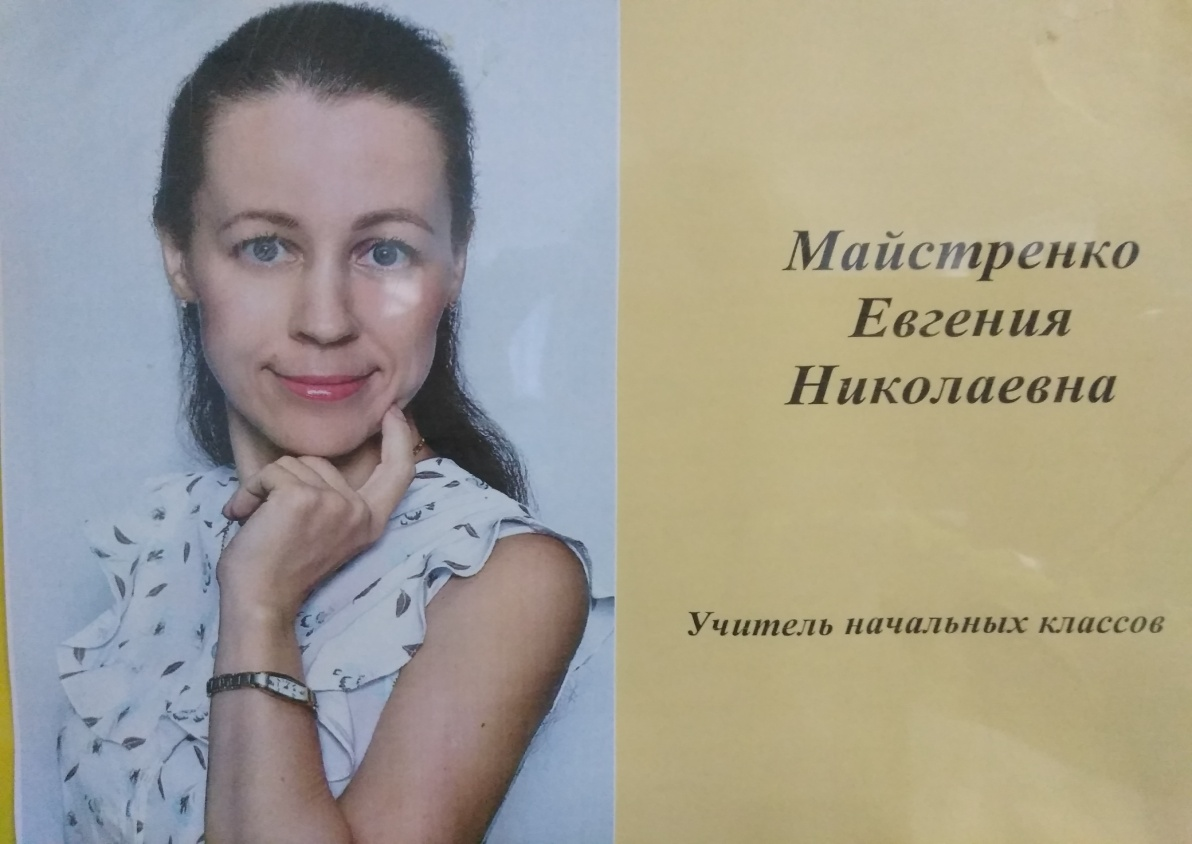 Майстренко
Евгения
Николаевна
Учитель начальных классов